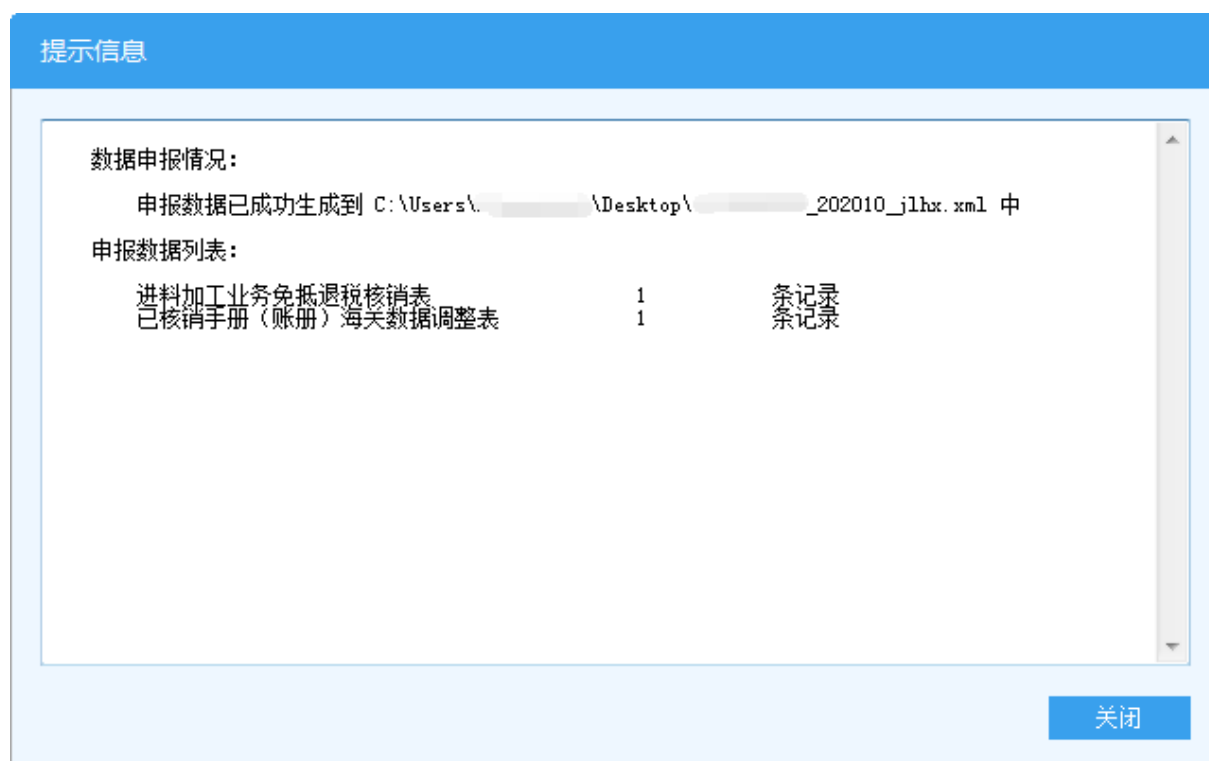 提示信息
数据申报情况：
申报数据已成功生成到 C:\Users\ \Desktop\ _202010_jlhx.xml 中
申报数据列表：
进料加工业务免抵退税核销表 1 条记录
已核销手册（账册）海关数据调整表 1 条记录
关闭